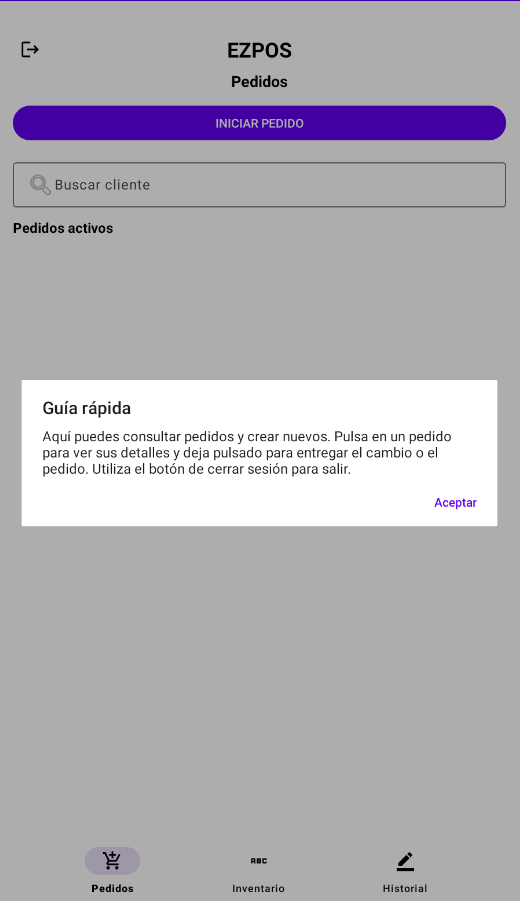 EZPOS
Pedidos
INICIAR PEDIDO
Buscar cliente
Pedidos activos
Guía rápida
Aquí puedes consultar pedidos y crear nuevos. Pulsa en un pedido
para ver sus detalles y deja pulsado para entregar el cambio o el
pedido. Utiliza el botón de cerrar sesión para salir.
Aceptar
ABC
Pedidos
Inventario
Historial